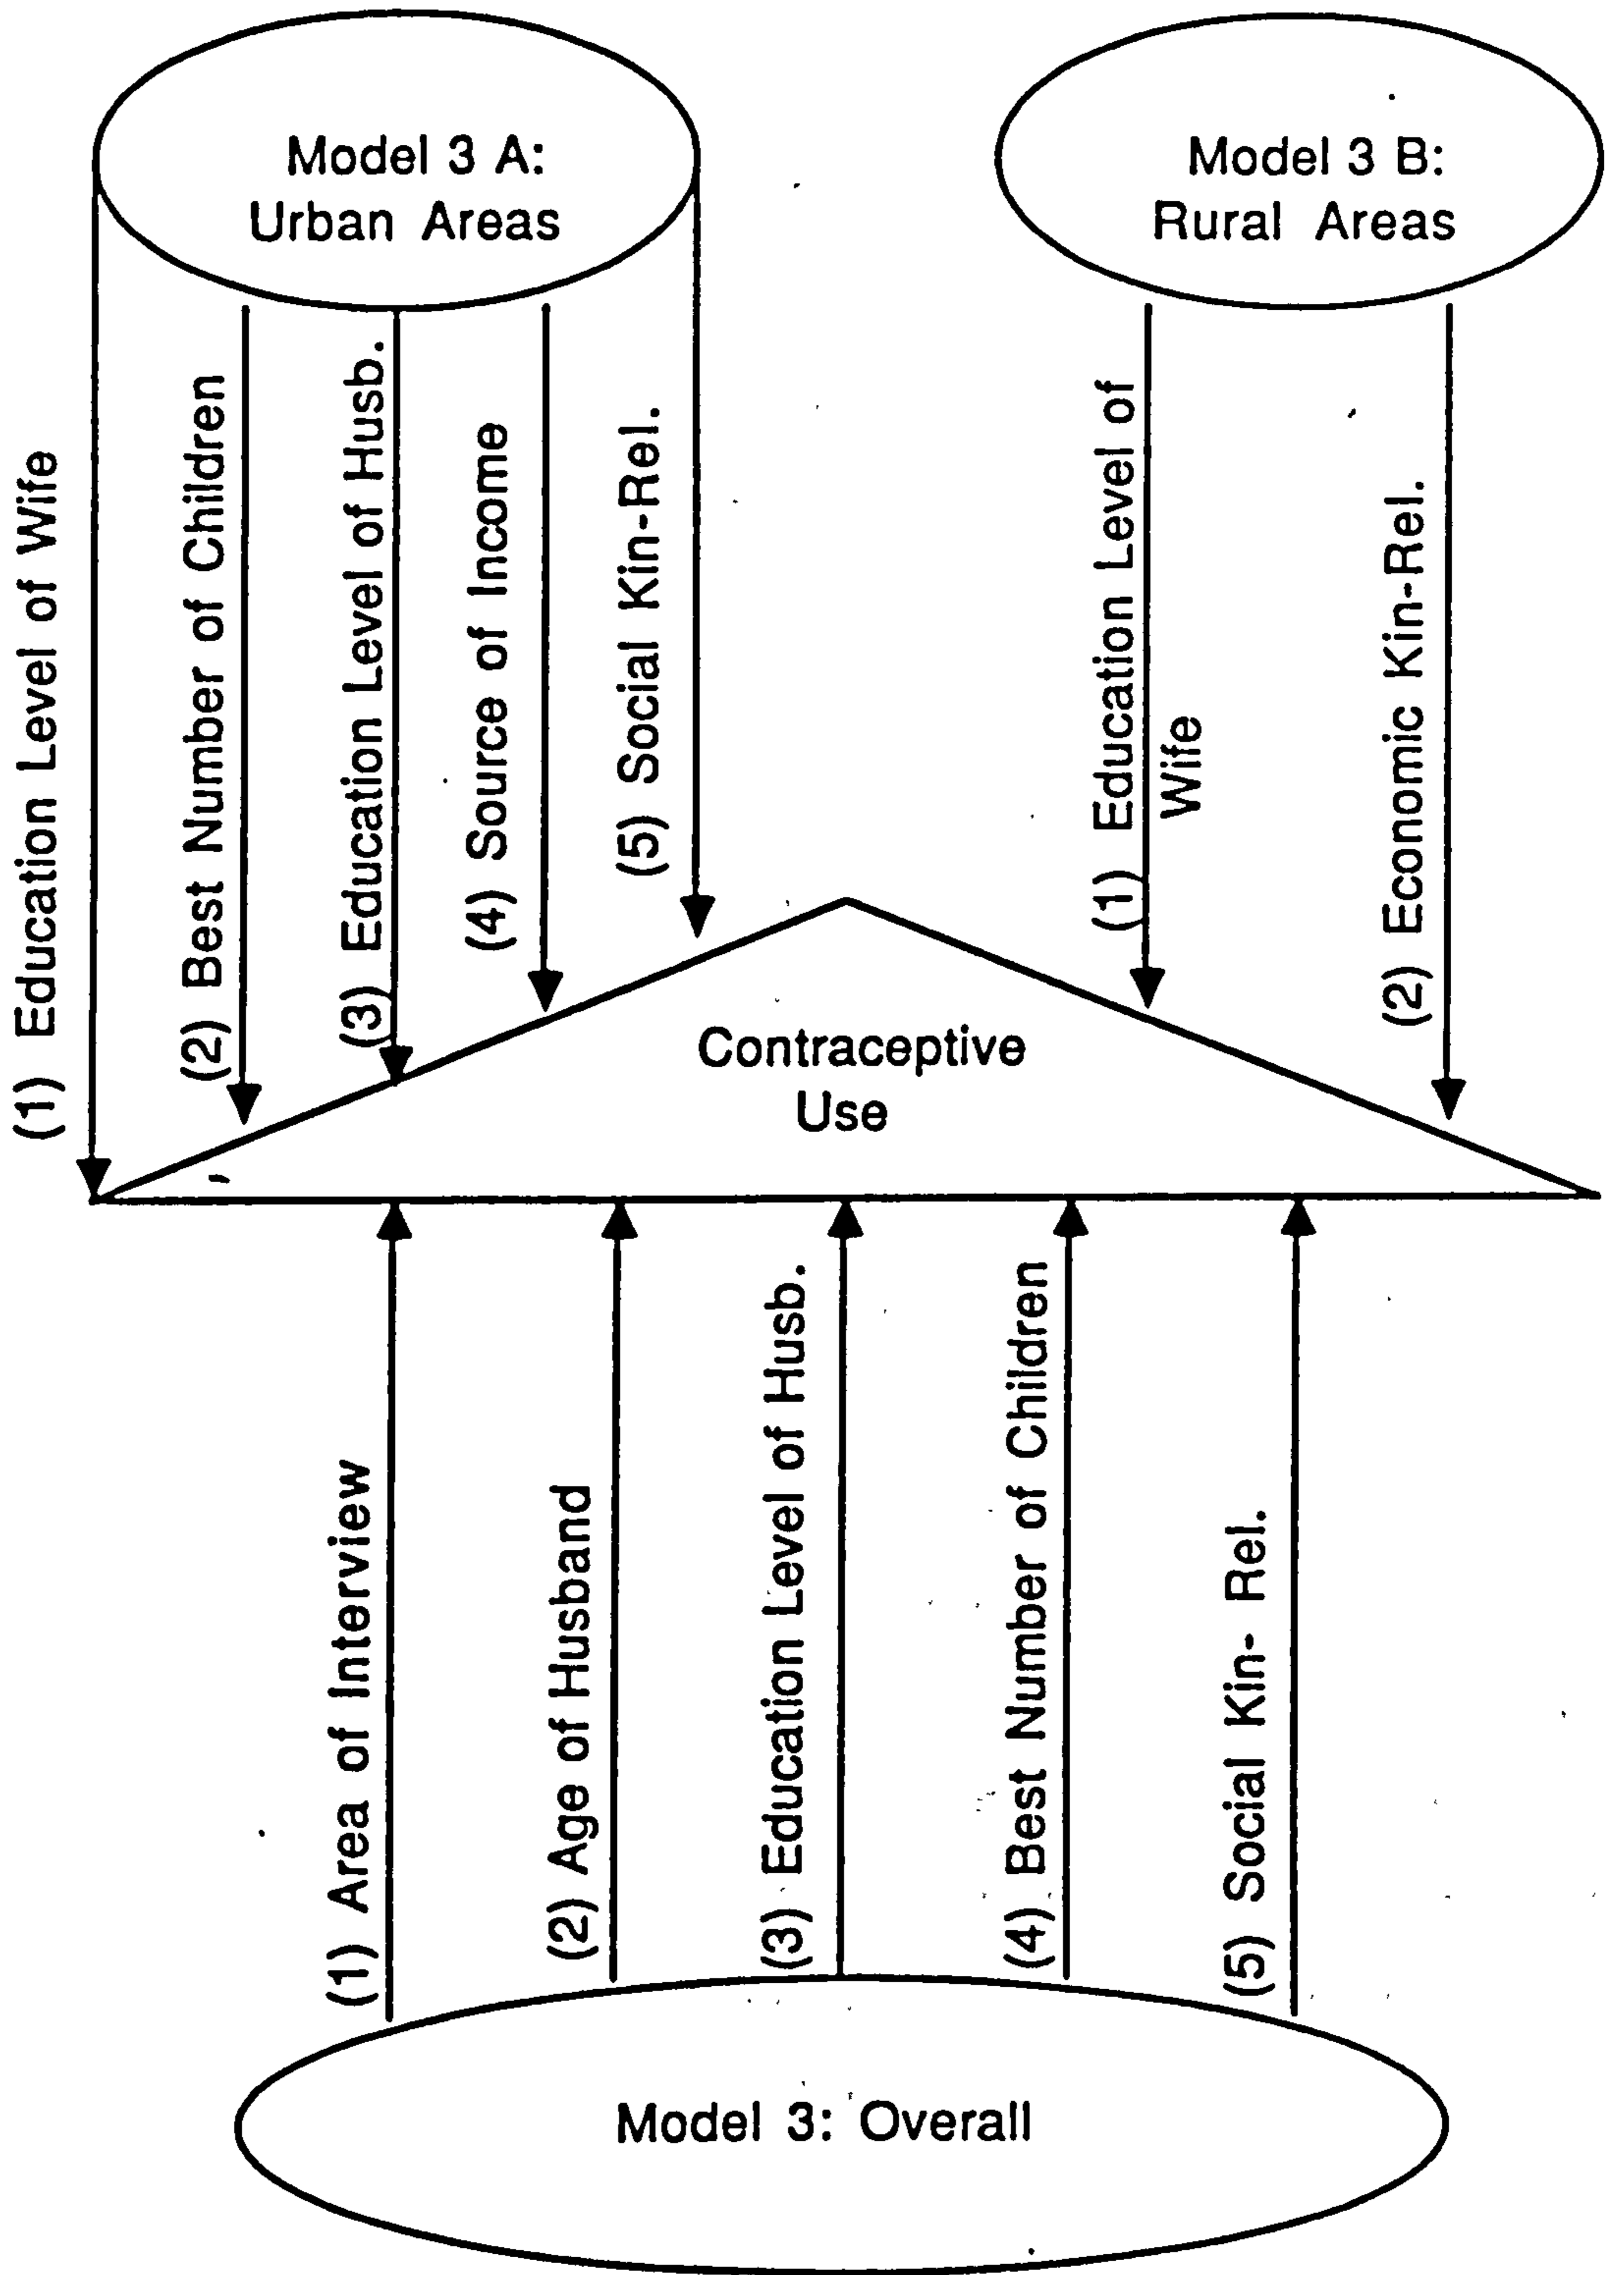 Model 3 A:
Urban Areas
Model 3 B:
Rural Areas
(1) Education Level of Wife
(2) Best Number of Children
(3) Education Level of Husb.
(4) Source of Income
(5) Social Kin-Rel.
(1) Education Level of
Wife
(2) Economic Kin-Rel.
Contraceptive
Use
(1) Area of Interview
(2) Age of Husband
(3) Education Level of Husb.
(4) Best Number of Children
(5) Social Kin- Rel.
Model 3: Overall